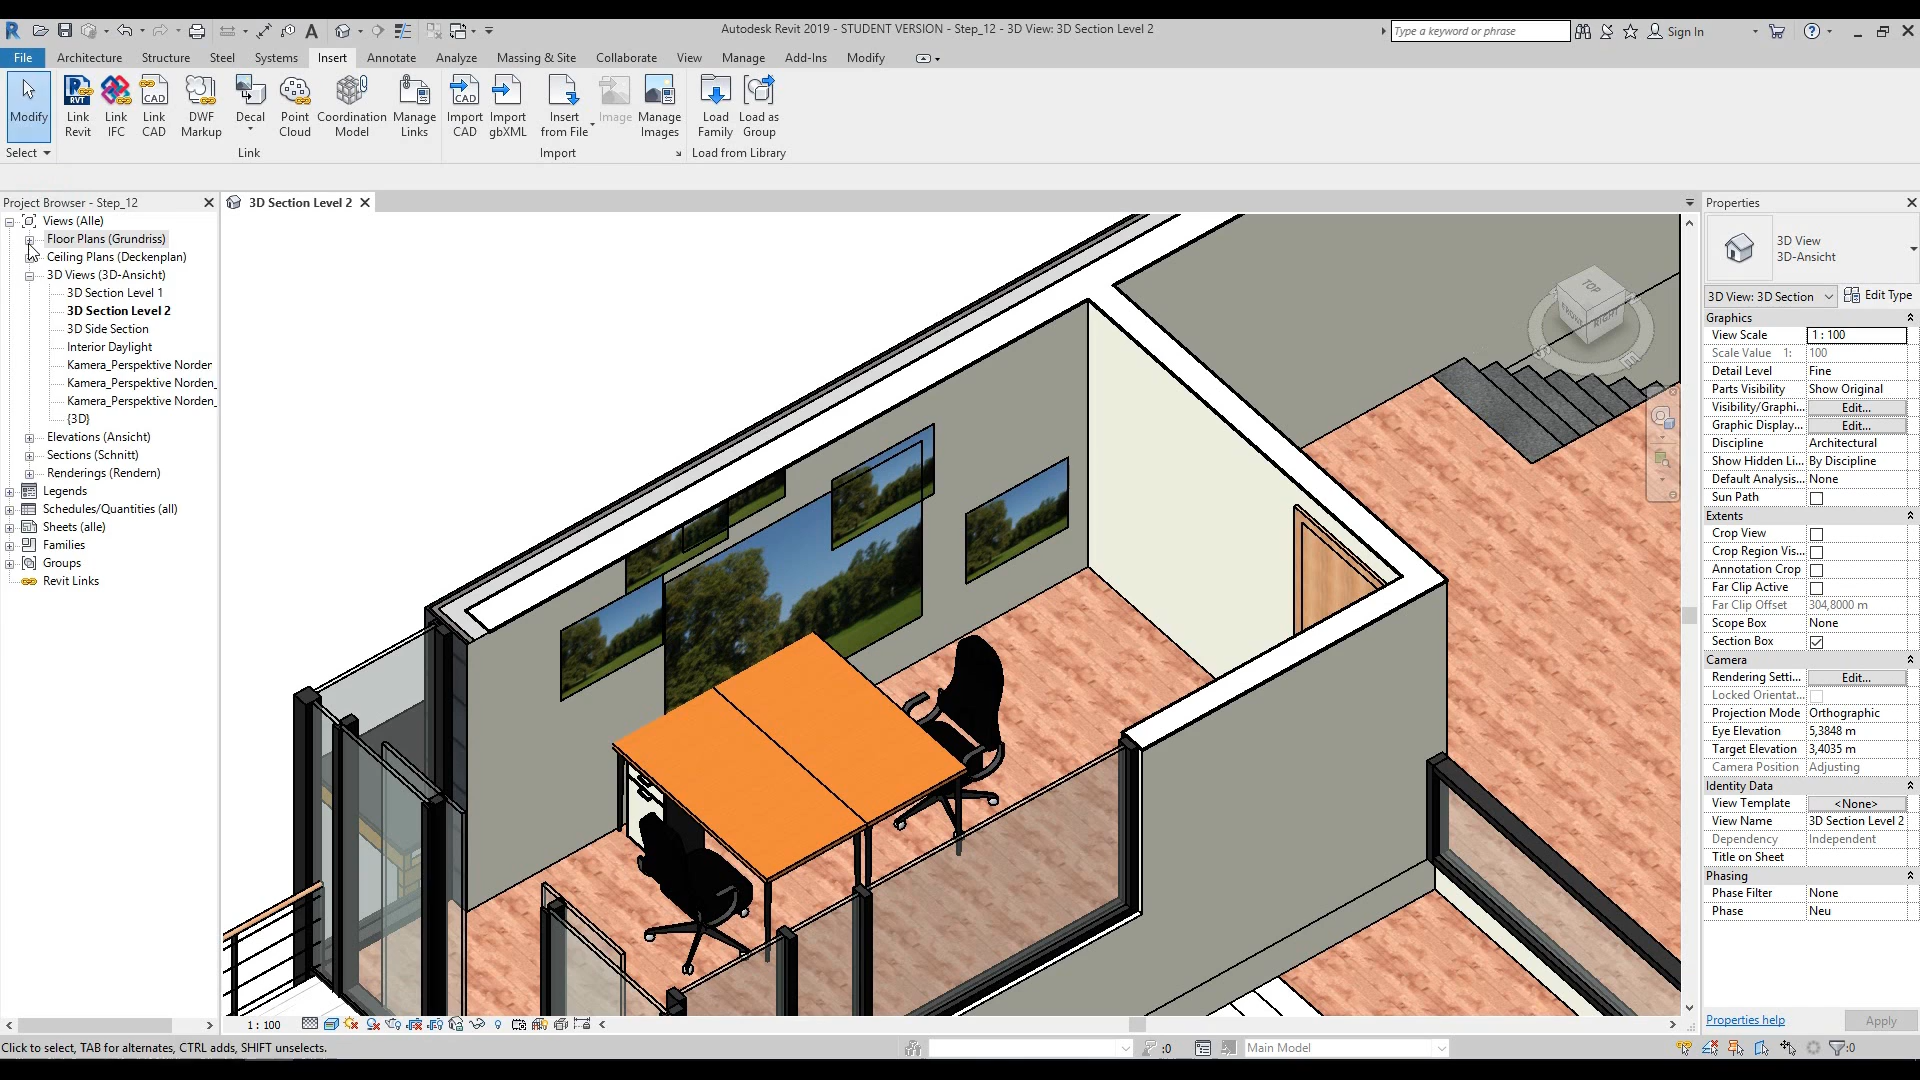 Autodesk Revit 2019 - STUDENT VERSION - Step_12 - 3D View: 3D Section Level 2
Type a keyword or phrase
Sign In
File
Architecture
Structure
Steel
Systems
Insert
Annotate
Analyze
Massing & Site
Collaborate
View
Manage
Add-Ins
Modify
Modify
Link Revit
Link IFC
Link CAD
DWF Markup
Decal
Point Cloud
Coordination Model
Manage Links
Import CAD
Import gbXML
Insert from File
Image
Manage Images
Load Family
Load as Group
Select
Link
Import
Load from Library
Project Browser - Step_12
Views (Alle)
Floor Plans (Grundriss)
Ceiling Plans (Deckenplan)
3D Views (3D-Ansicht)
3D Section Level 1
3D Section Level 2
3D Side Section
Interior Daylight
Kamera_Perspektive Norden
Kamera_Perspektive Norden_
Kamera_Perspektive Norden_
{3D}
Elevations (Ansicht)
Sections (Schnitt)
Renderings (Rendern)
Legends
Schedules/Quantities (all)
Sheets (alle)
Families
Groups
Revit Links
3D Section Level 2
TOP
FRONT
RIGHT
S
E
Properties
3D View
3D-Ansicht
3D View: 3D Section
Edit Type
Graphics
View Scale 1 : 100
Scale Value 1: 100
Detail Level Fine
Parts Visibility Show Original
Visibility/Graphi... Edit...
Graphic Display... Edit...
Discipline Architectural
Show Hidden Li... By Discipline
Default Analysis... None
Sun Path
Extents
Crop View
Crop Region Vis...
Annotation Crop
Far Clip Active
Far Clip Offset 304,8000 m
Scope Box None
Section Box
Camera
Rendering Setti... Edit...
Locked Orientat...
Projection Mode Orthographic
Eye Elevation 5,3848 m
Target Elevation 3,4035 m
Camera Position Adjusting
Identity Data
View Template <None>
View Name 3D Section Level 2
Dependency Independent
Title on Sheet
Phasing
Phase Filter None
Phase Neu
Properties help
Apply
1 : 100
Click to select, TAB for alternates, CTRL adds, SHIFT unselects.
:0
Main Model
:0